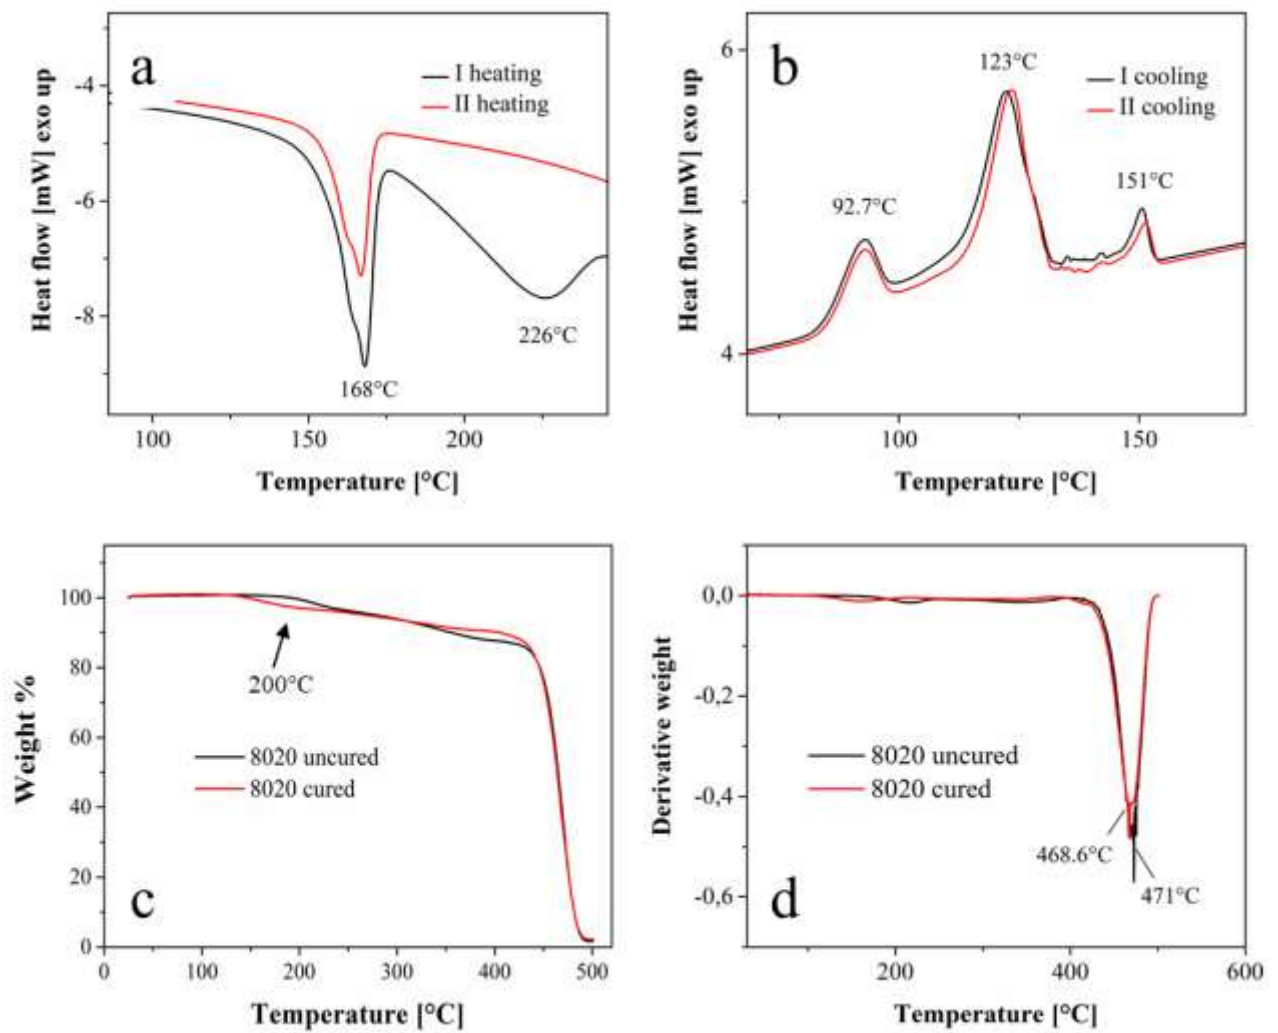 a
I heating
II heating
-4
-6
-8
168°C
226°C
100
150
200
Heat flow [mW] exo up
Temperature [°C]
b
I cooling
II cooling
6
4
92.7°C
123°C
151°C
100
150
Heat flow [mW] exo up
Temperature [°C]
c
100
80
60
40
20
0
200°C
8020 uncured
8020 cured
0
100
200
300
400
500
Weight %
Temperature [°C]
d
0,0
-0,2
-0,4
-0,6
8020 uncured
8020 cured
468.6°C
471°C
200
400
600
Derivative weight
Temperature [°C]